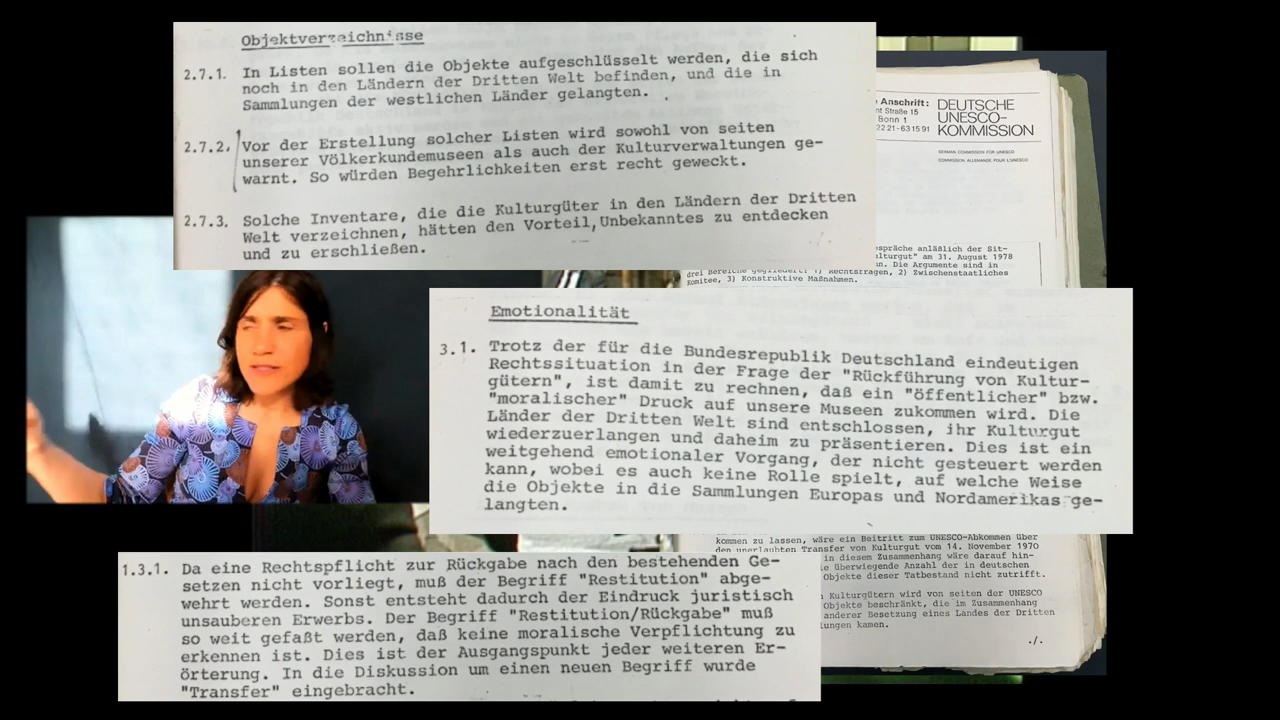 Objektverzeichnisse
2.7.1. In Listen sollen die Objekte aufgeschlüsselt werden, die sich
noch in den Ländern der Dritten Welt befinden, und die in
Sammlungen der westlichen Länder gelangten.
2.7.2. Vor der Erstellung solcher Listen wird sowohl von seiten
unserer Völkerkundemuseen als auch der Kulturverwaltungen ge-
warnt. So würden Begehrlichkeiten erst recht geweckt.
2.7.3. Solche Inventare, die die Kulturgüter in den Ländern der Dritten
Welt verzeichnen, hätten den Vorteil, Unbekanntes zu entdecken
und zu erschließen.
Anschrift:
Straße 15
Bonn 1
22 21-63 15 91
DEUTSCHE
UNESCO-
KOMMISSION
GERMAN COMMISSION FOR UNESCO
COMMISSION ALLEMANDE POUR L'UNESCO
espräche anläßlich der Sit-
ulturgut" am 31. August 1978
n. Die Argumente sind in
drei Bereiche gegliedert: 1) Rechtsfragen, 2) Zwischenstaatliches
Komitee, 3) Konstruktive Maßnahmen.
Emotionalität
3.1. Trotz der für die Bundesrepublik Deutschland eindeutigen
Rechtssituation in der Frage der "Rückführung von Kultur-
gütern", ist damit zu rechnen, daß ein "öffentlicher" bzw.
"moralischer" Druck auf unsere Museen zukommen wird. Die
Länder der Dritten Welt sind entschlossen, ihr Kulturgut
wiederzuerlangen und daheim zu präsentieren. Dies ist ein
weitgehend emotionaler Vorgang, der nicht gesteuert werden
kann, wobei es auch keine Rolle spielt, auf welche Weise
die Objekte in die Sammlungen Europas und Nordamerikas ge-
langten.
kommen zu lassen, wäre ein Beitritt zum UNESCO-Abkommen über
den unerlaubten Transfer von Kulturgut vom 14. November 1970
in diesem Zusammenhang wäre darauf hin-
ie überwiegende Anzahl der in deutschen
Objekte dieser Tatbestand nicht zutrifft.
Kulturgütern wird von seiten der UNESCO
Objekte beschränkt, die im Zusammenhang
anderer Besetzung eines Landes der Dritten
lungen kamen.
./.
1.3.1. Da eine Rechtspflicht zur Rückgabe nach den bestehenden Ge-
setzen nicht vorliegt, muß der Begriff "Restitution" abge-
wehrt werden. Sonst entsteht dadurch der Eindruck juristisch
unsauberen Erwerbs. Der Begriff "Restitution/Rückgabe" muß
so weit gefaßt werden, daß keine moralische Verpflichtung zu
erkennen ist. Dies ist der Ausgangspunkt jeder weiteren Er-
örterung. In die Diskussion um einen neuen Begriff wurde
"Transfer" eingebracht.